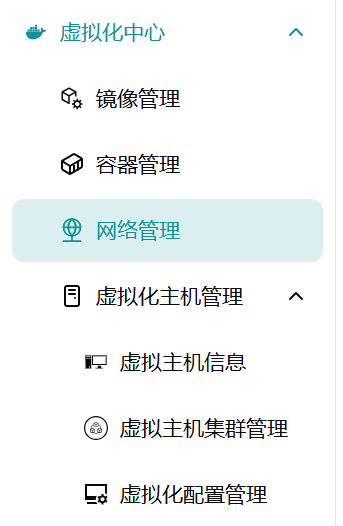 虚拟化中心
镜像管理
容器管理
网络管理
虚拟化主机管理
虚拟主机信息
虚拟主机集群管理
虚拟化配置管理